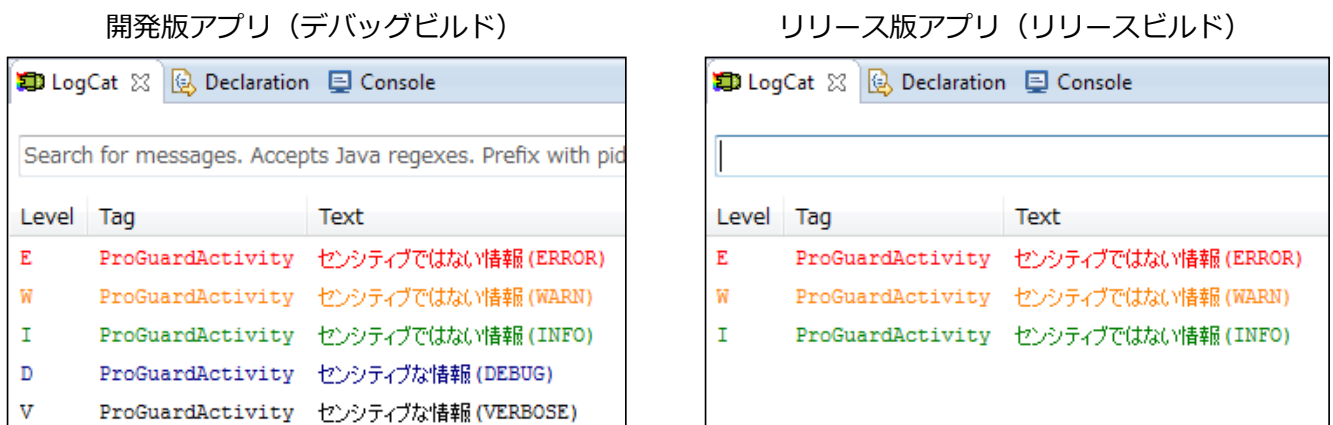 開発版アプリ（デバッグビルド）
LogCat Declaration Console
Search for messages. Accepts Java regexes. Prefix with pid
Level Tag Text
E ProGuardActivity センシティブではない情報(ERROR)
W ProGuardActivity センシティブではない情報(WARN)
I ProGuardActivity センシティブではない情報(INFO)
D ProGuardActivity センシティブな情報(DEBUG)
V ProGuardActivity センシティブな情報(VERBOSE)
リリース版アプリ（リリースビルド）
LogCat Declaration Console
Level Tag Text
E ProGuardActivity センシティブではない情報(ERROR)
W ProGuardActivity センシティブではない情報(WARN)
I ProGuardActivity センシティブではない情報(INFO)